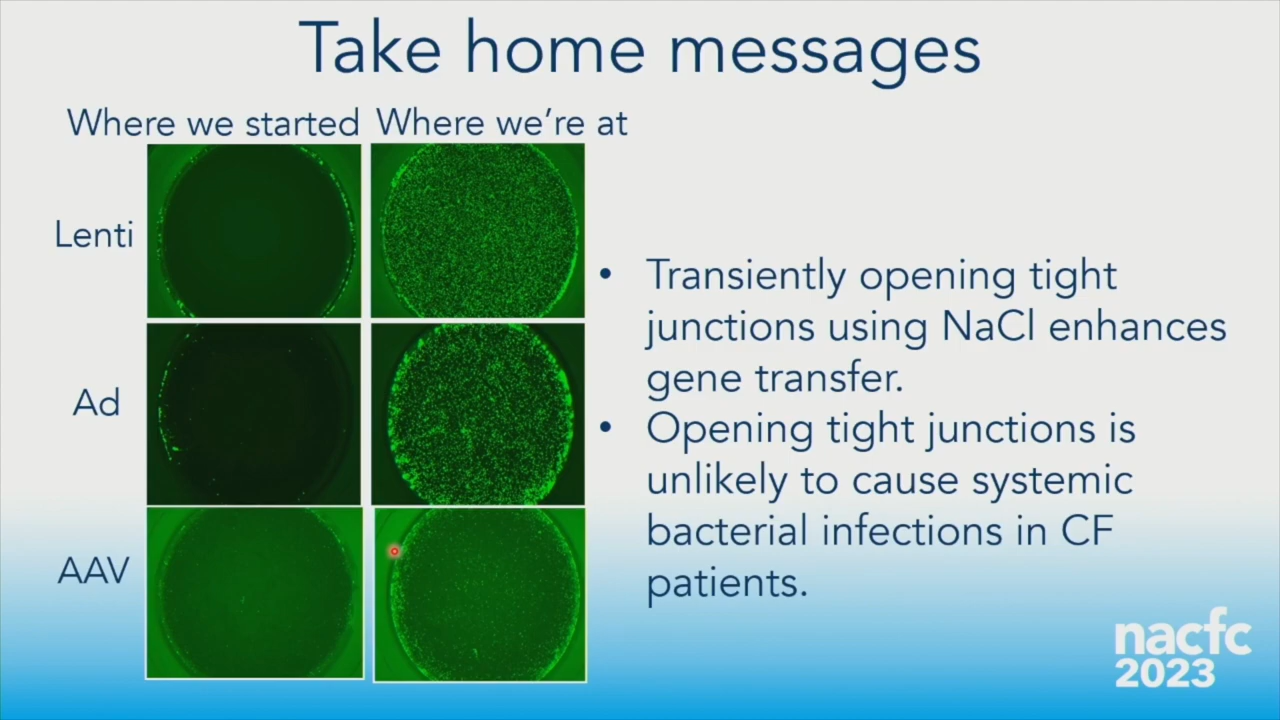 Take home messages
Where we started
Where we're at
Lenti
Ad
AAV
• Transiently opening tight
junctions using NaCl enhances
gene transfer.
• Opening tight junctions is
unlikely to cause systemic
bacterial infections in CF
patients.
nacfc
2023